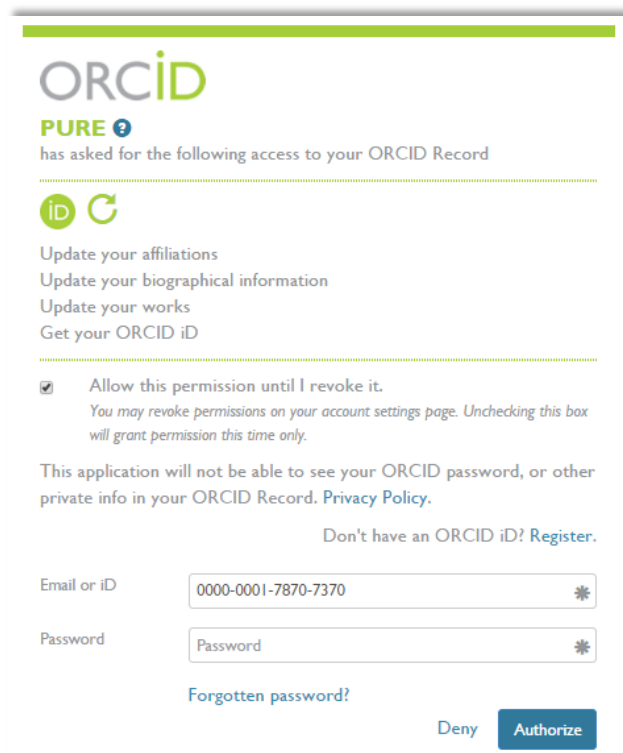 ORCiD
PURE ?
has asked for the following access to your ORCID Record
iD
Update your affiliations
Update your biographical information
Update your works
Get your ORCID iD
Allow this permission until I revoke it.
You may revoke permissions on your account settings page. Unchecking this box
will grant permission this time only.
This application will not be able to see your ORCID password, or other
private info in your ORCID Record. Privacy Policy.
Don't have an ORCID iD? Register.
Email or iD 0000-0001-7870-7370
Password Password
Forgotten password?
Deny Authorize